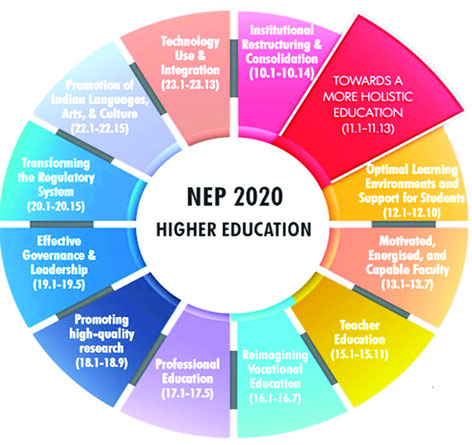 NEP 2020
HIGHER EDUCATION
Institutional
Restructuring &
Consolidation
(10.1-10.14)
TOWARDS A
MORE HOLISTIC
EDUCATION
(11.1-11.13)
Optimal Learning
Environments and
Support for Students
(12.1-12.10)
Motivated,
Energised, and
Capable Faculty
(13.1-13.7)
Teacher
Education
(15.1-15.11)
Reimagining
Vocational
Education
(16.1-16.7)
Professional
Education
(17.1-17.5)
Promoting
high-quality
research
(18.1-18.9)
Effective
Governance &
Leadership
(19.1-19.5)
Transforming
the Regulatory
System
(20.1-20.15)
Promotion of
Indian Languages,
Arts, & Culture
(22.1-22.15)
Technology
Use &
Integration
(23.1-23.13)